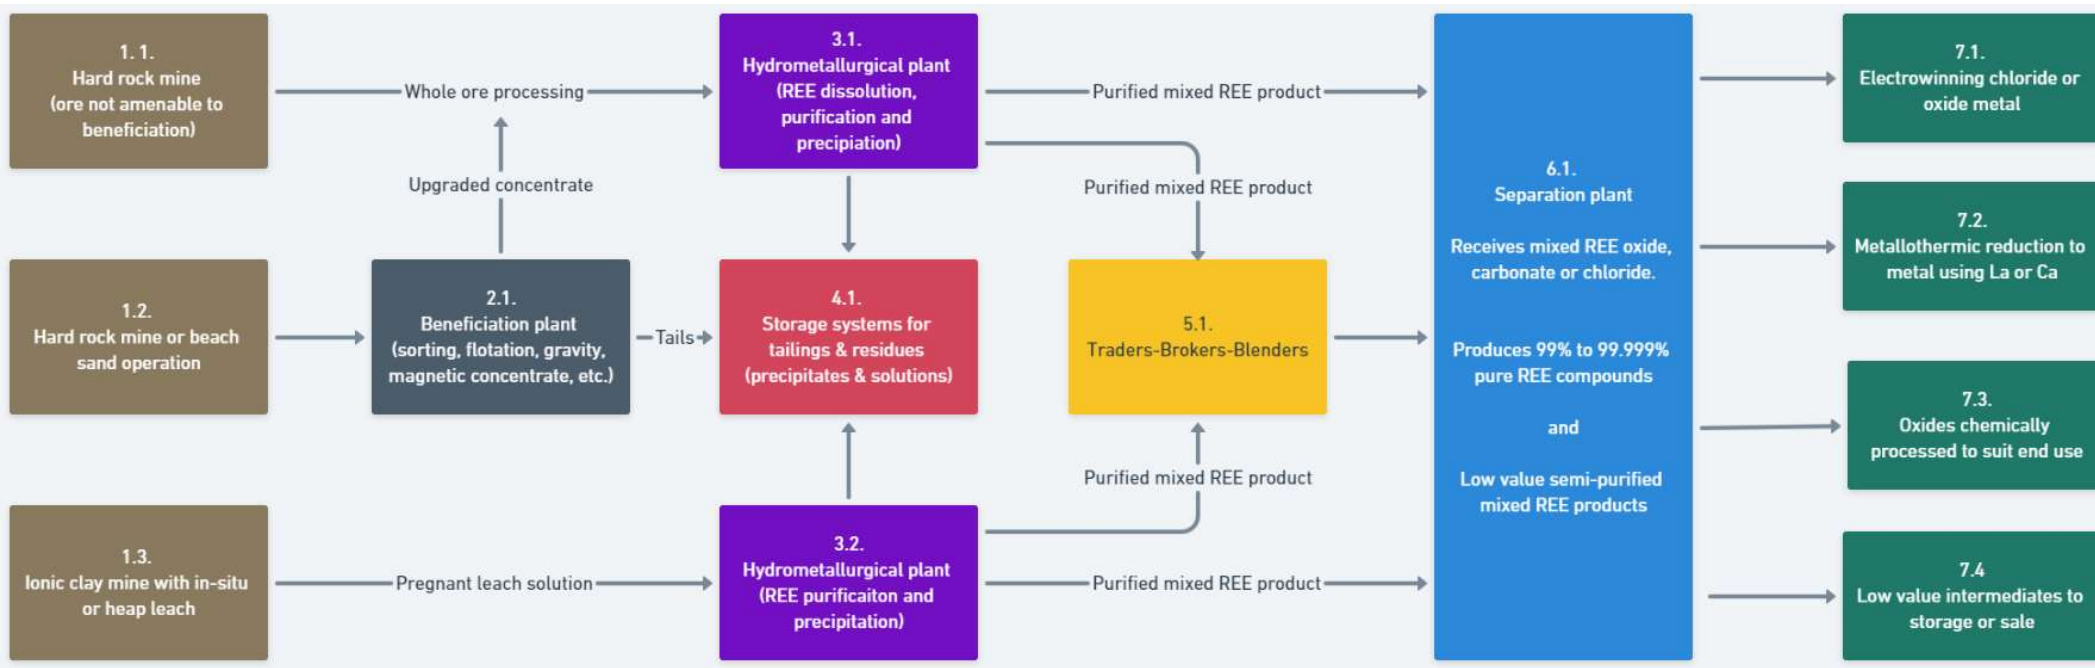 1. 1.
Hard rock mine
(ore not amenable to
beneficiation)
Whole ore processing
3.1.
Hydrometallurgical plant
(REE dissolution,
purification and
precipiation)
Purified mixed REE product
Upgraded concentrate
Purified mixed REE product
1.2.
Hard rock mine or beach
sand operation
2.1.
Beneficiation plant
(sorting, flotation, gravity,
magnetic concentrate, etc.)
Tails
4.1.
Storage systems for
tailings & residues
(precipitates & solutions)
5.1.
Traders-Brokers-Blenders
Purified mixed REE product
1.3.
Ionic clay mine with in-situ
or heap leach
Pregnant leach solution
3.2.
Hydrometallurgical plant
(REE purificaiton and
precipitation)
Purified mixed REE product
6.1.
Separation plant
Receives mixed REE oxide,
carbonate or chloride.
Produces 99% to 99.999%
pure REE compounds
and
Low value semi-purified
mixed REE products
7.1.
Electrowinning chloride or
oxide metal
7.2.
Metallothermic reduction to
metal using La or Ca
7.3.
Oxides chemically
processed to suit end use
7.4
Low value intermediates to
storage or sale